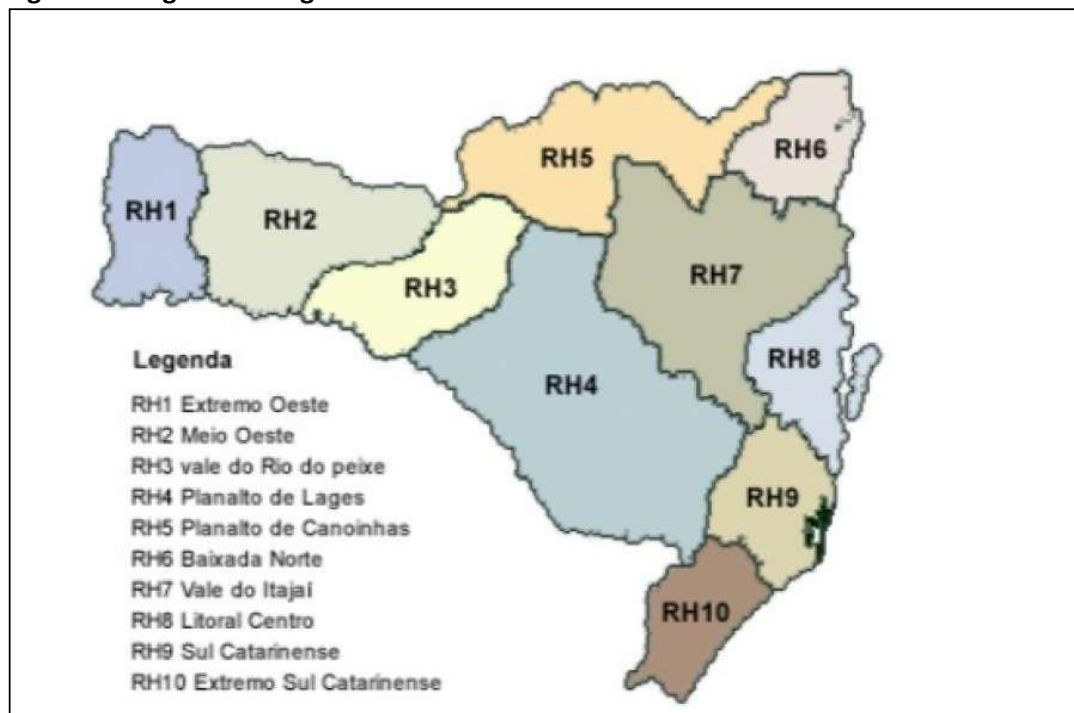 RH5
RH6
RH1
RH2
RH7
RH3
RH8
RH4
RH9
RH10
Legenda
RH1 Extremo Oeste
RH2 Meio Oeste
RH3 vale do Rio do peixe
RH4 Planalto de Lages
RH5 Planalto de Canoinhas
RH6 Baixada Norte
RH7 Vale do Itajaí
RH8 Litoral Centro
RH9 Sul Catarinense
RH10 Extremo Sul Catarinense